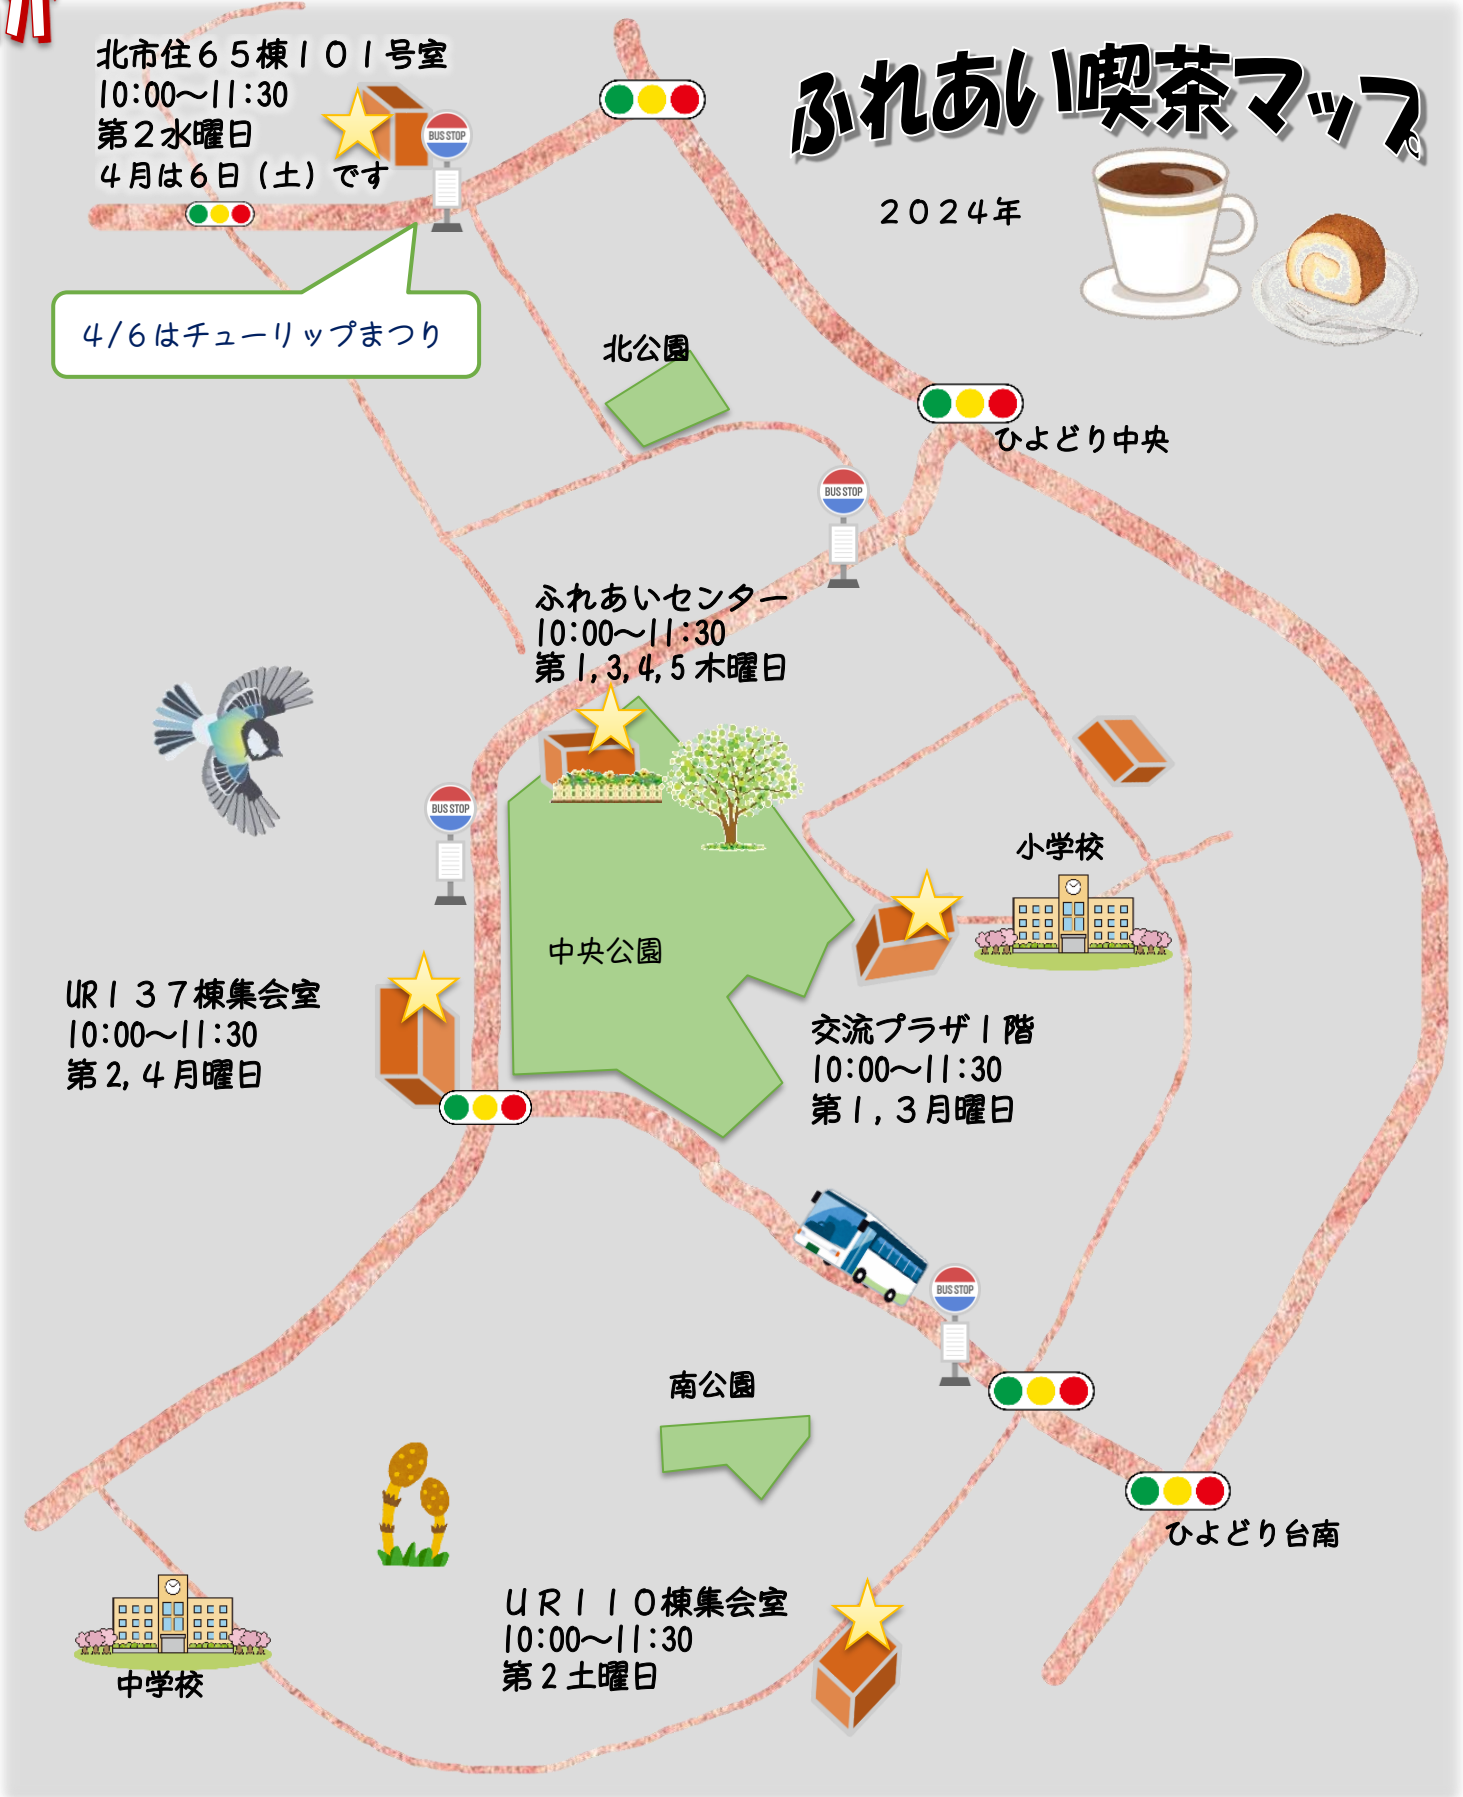 介
北市住６５棟１０１号室
10:00～11:30
第２水曜日
４月は６日（土）です
ふれあい喫茶マップ
２０２４年
BUS STOP
４/６はチューリップまつり
北公園
ひよどり中央
BUS STOP
ふれあいセンター
10:00～11:30
第１,３,４,５木曜日
BUS STOP
小学校
中央公園
UR１３７棟集会室
10:00～11:30
第２,４月曜日
交流プラザ１階
10:00～11:30
第１,３月曜日
BUS STOP
南公園
ひよどり台南
ＵＲ１１０棟集会室
10:00～11:30
第２土曜日
中学校